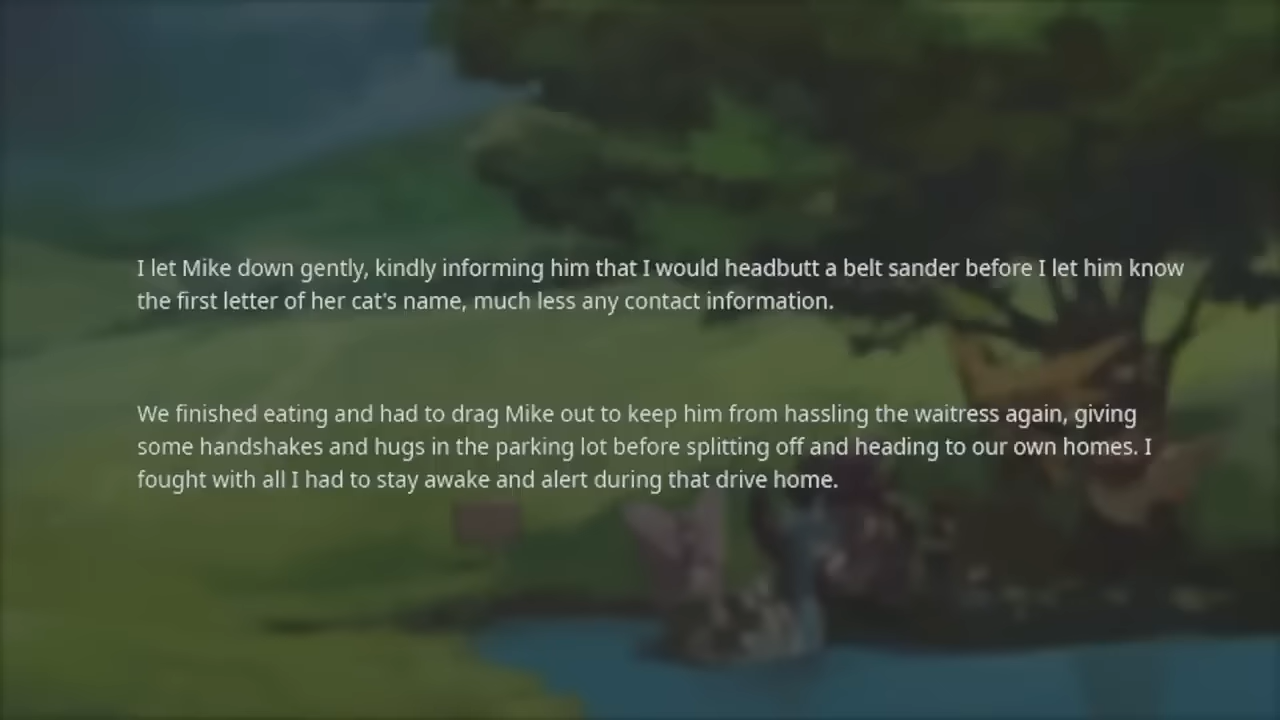 I let Mike down gently, kindly informing him that I would headbutt a belt sander before I let him know
the first letter of her cat's name, much less any contact information.
We finished eating and had to drag Mike out to keep him from hassling the waitress again, giving
some handshakes and hugs in the parking lot before splitting off and heading to our own homes. I
fought with all I had to stay awake and alert during that drive home.